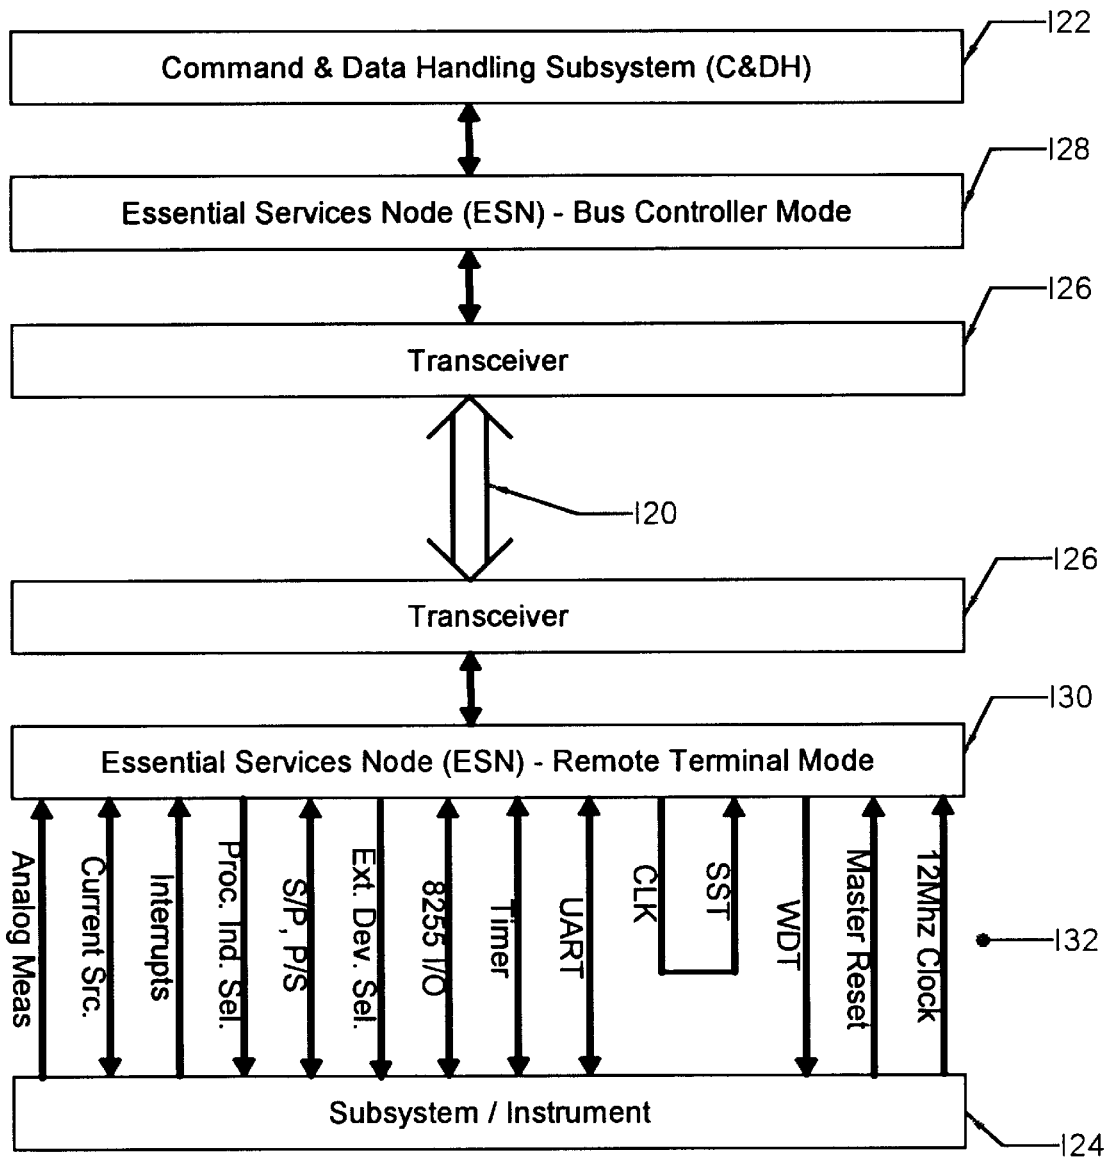 I22
Command & Data Handling Subsystem (C&DH)
I28
Essential Services Node (ESN) - Bus Controller Mode
I26
Transceiver
I20
I26
Transceiver
I30
Essential Services Node (ESN) - Remote Terminal Mode
Analog Meas
Current Src.
Interrupts
Proc. Ind. Sel.
S/P, P/S
Ext. Dev. Sel.
8255 I/O
Timer
UART
CLK
SST
WDT
Master Reset
12Mhz Clock
I32
Subsystem / Instrument
I24